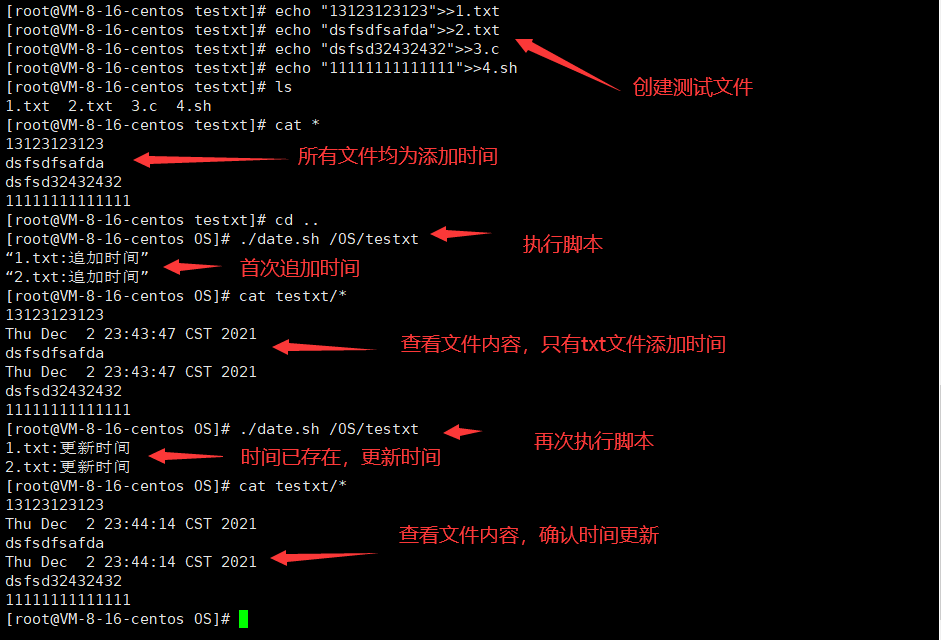 [root@VM-8-16-centos testxt]# echo "13123123123">>1.txt
[root@VM-8-16-centos testxt]# echo "dsfsdfsafda">>2.txt
[root@VM-8-16-centos testxt]# echo "dsfsd32432432">>3.c
[root@VM-8-16-centos testxt]# echo "11111111111111">>4.sh
创建测试文件
[root@VM-8-16-centos testxt]# ls
1.txt  2.txt  3.c  4.sh
[root@VM-8-16-centos testxt]# cat *
13123123123
dsfsdfsafda
所有文件均为添加时间
dsfsd32432432
11111111111111
[root@VM-8-16-centos testxt]# cd ..
[root@VM-8-16-centos OS]# ./date.sh /OS/testxt
执行脚本
“1.txt:追加时间”
首次追加时间
“2.txt:追加时间”
[root@VM-8-16-centos OS]# cat testxt/*
13123123123
Thu Dec  2 23:43:47 CST 2021
查看文件内容，只有txt文件添加时间
dsfsdfsafda
Thu Dec  2 23:43:47 CST 2021
dsfsd32432432
11111111111111
[root@VM-8-16-centos OS]# ./date.sh /OS/testxt
再次执行脚本
1.txt:更新时间
时间已存在，更新时间
2.txt:更新时间
[root@VM-8-16-centos OS]# cat testxt/*
13123123123
Thu Dec  2 23:44:14 CST 2021
查看文件内容，确认时间更新
dsfsdfsafda
Thu Dec  2 23:44:14 CST 2021
dsfsd32432432
11111111111111
[root@VM-8-16-centos OS]#